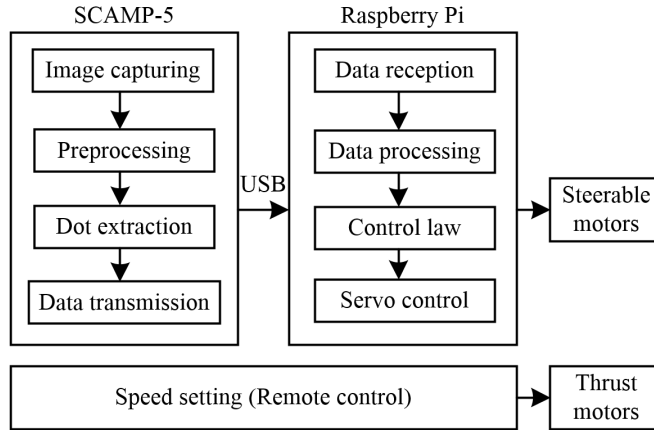 SCAMP-5
Raspberry Pi
Image capturing
Preprocessing
Dot extraction
Data transmission
USB
Data reception
Data processing
Control law
Servo control
Steerable
motors
Speed setting (Remote control)
Thrust
motors